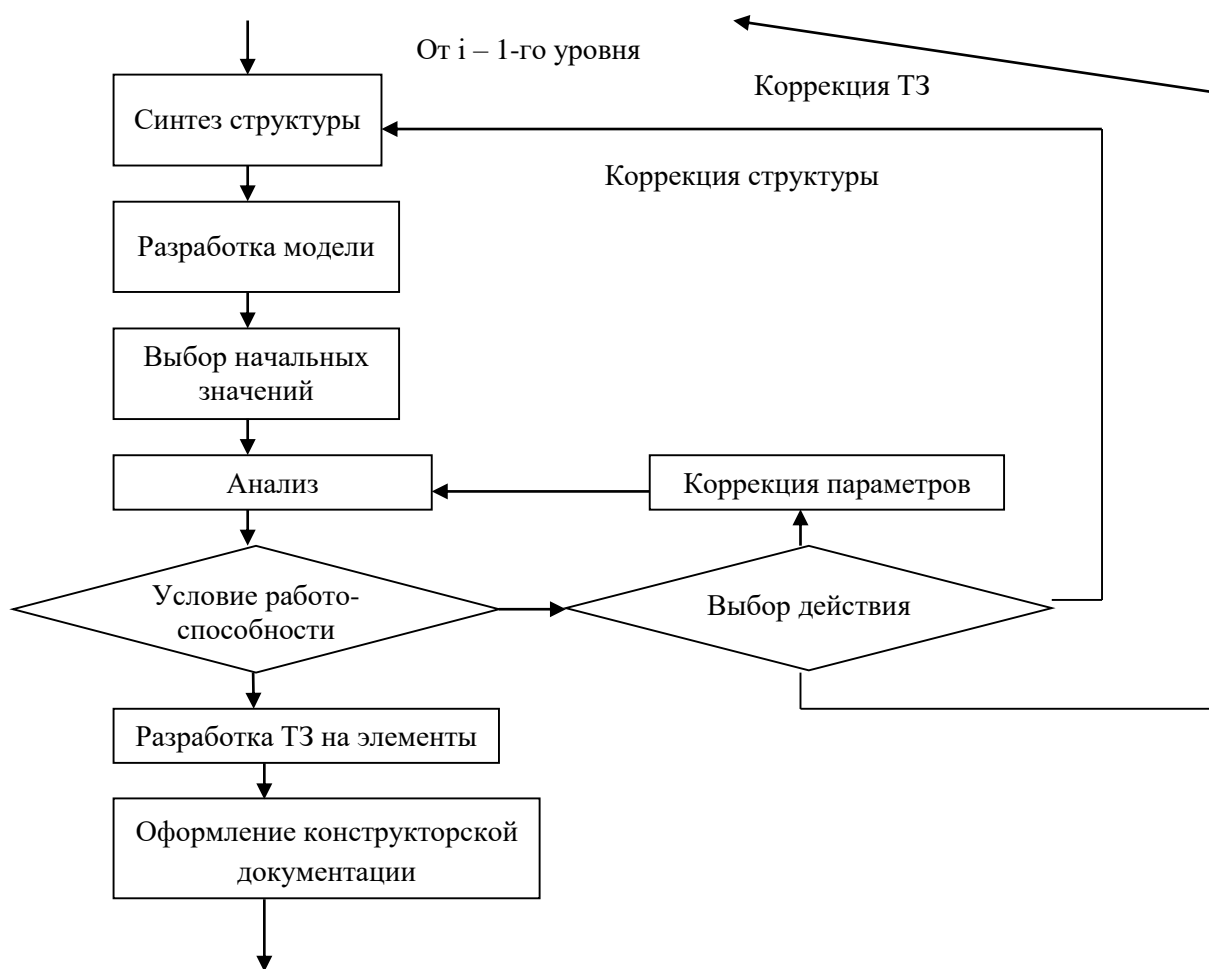 От i – 1-го уровня
Коррекция ТЗ
Синтез структуры
Коррекция структуры
Разработка модели
Выбор начальных
значений
Анализ
Коррекция параметров
Условие работо-
способности
Выбор действия
Разработка ТЗ на элементы
Оформление конструкторской
документации